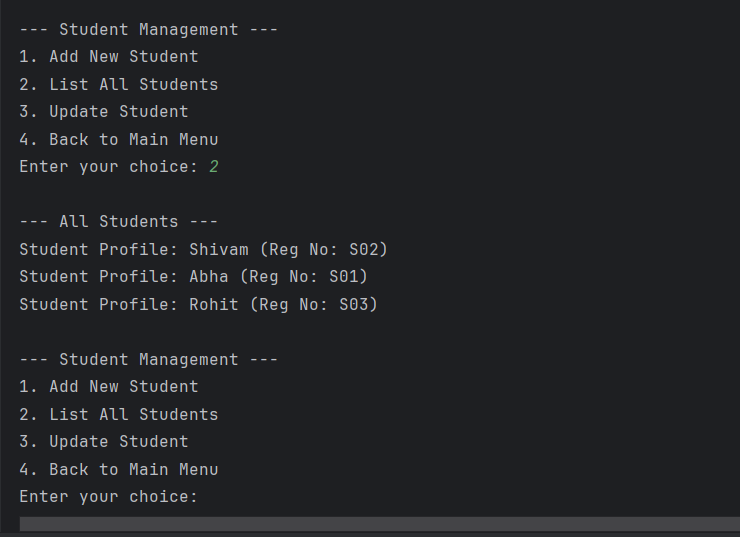 --- Student Management ---
1. Add New Student
2. List All Students
3. Update Student
4. Back to Main Menu
Enter your choice: 2
--- All Students ---
Student Profile: Shivam (Reg No: S02)
Student Profile: Abha (Reg No: S01)
Student Profile: Rohit (Reg No: S03)
--- Student Management ---
1. Add New Student
2. List All Students
3. Update Student
4. Back to Main Menu
Enter your choice: